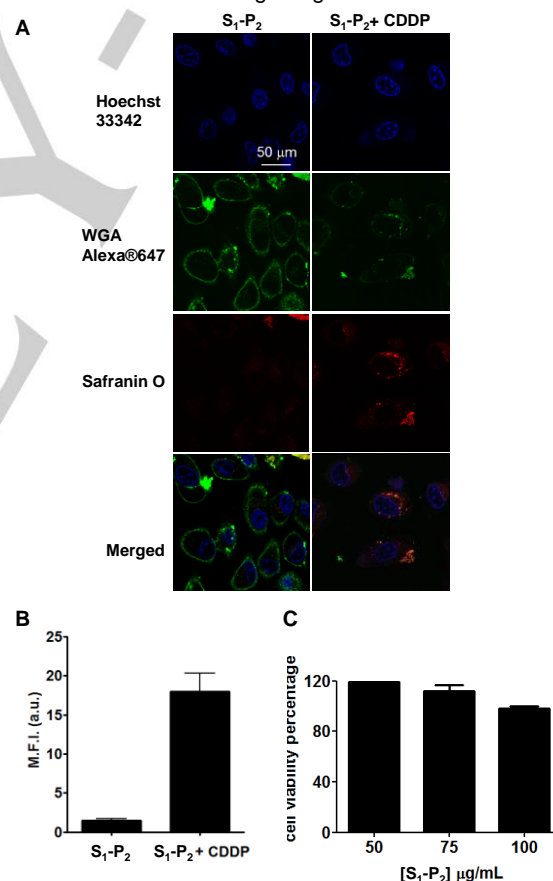 A
S₁-P₂
S₁-P₂+ CDDP
Hoechst
33342
50 μm
WGA
Alexa®647
Safranin O
Merged
B
M.F.I. (a.u.)
25
20
15
10
5
0
S₁-P₂
S₁-P₂ + CDDP
C
cell viability percentage
120
80
40
0
50
75
100
[S₁-P₂] μg/mL